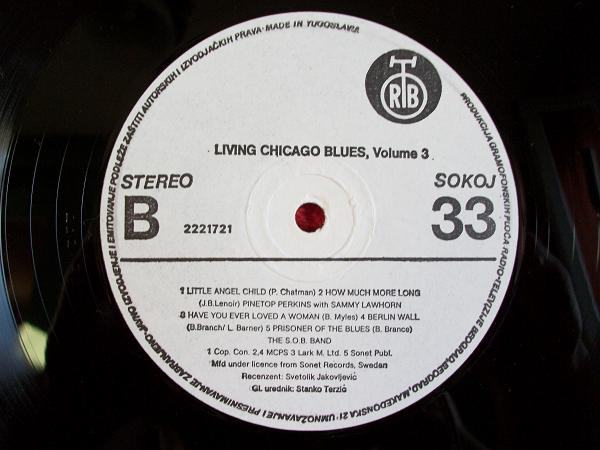 JAVNO IZVODJENJE I EMITOVANJE PODLEŽE ZAŠTITI AUTORSKIH I IZVODJAČKIH PRAVA·MADE IN YUGOSLAVIA
RTB
LIVING CHICAGO BLUES, Volume 3
STEREO
SOKOJ
B
2221721
33
1 LITTLE ANGEL CHILD (P. Chatman) 2 HOW MUCH MORE LONG
(J.B.Lenoir) PINETOP PERKINS with SAMMY LAWHORN
3 HAVE YOU EVER LOVED A WOMAN (B. Myles) 4 BERLIN WALL
(B.Branch/ L. Barner) 5 PRISONER OF THE BLUES (B. Brance)
THE S.O.B. BAND
1 Cop. Con. 2,4 MCPS 3 Lark M. Ltd. 5 Sonet Publ.
Mfd under licence from Sonet Records, Sweden
Recenzent: Svetolik Jakovljević
Gl. urednik: Stanko Terzić
PRODUKCIJA GRAMOFONSKIH PLOČA RADIO-TELEVIZIJE BEOGRAD, BEOGRAD, MAKEDONSKA 21· UMNOŽAVANJE I PRESNIMAVANJE ZABRANJENO·